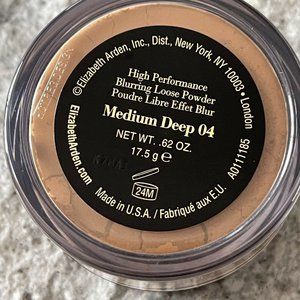 ©Elizabeth Arden, Inc., Dist., New York, NY 10003 • London
ElizabethArden.com
A0111185
High Performance
Blurring Loose Powder
Poudre Libre Effet Blur
Medium Deep 04
NET WT. .62 OZ.
17.5 g e
24M
Made in U.S.A. / Fabriqué aux É.U.